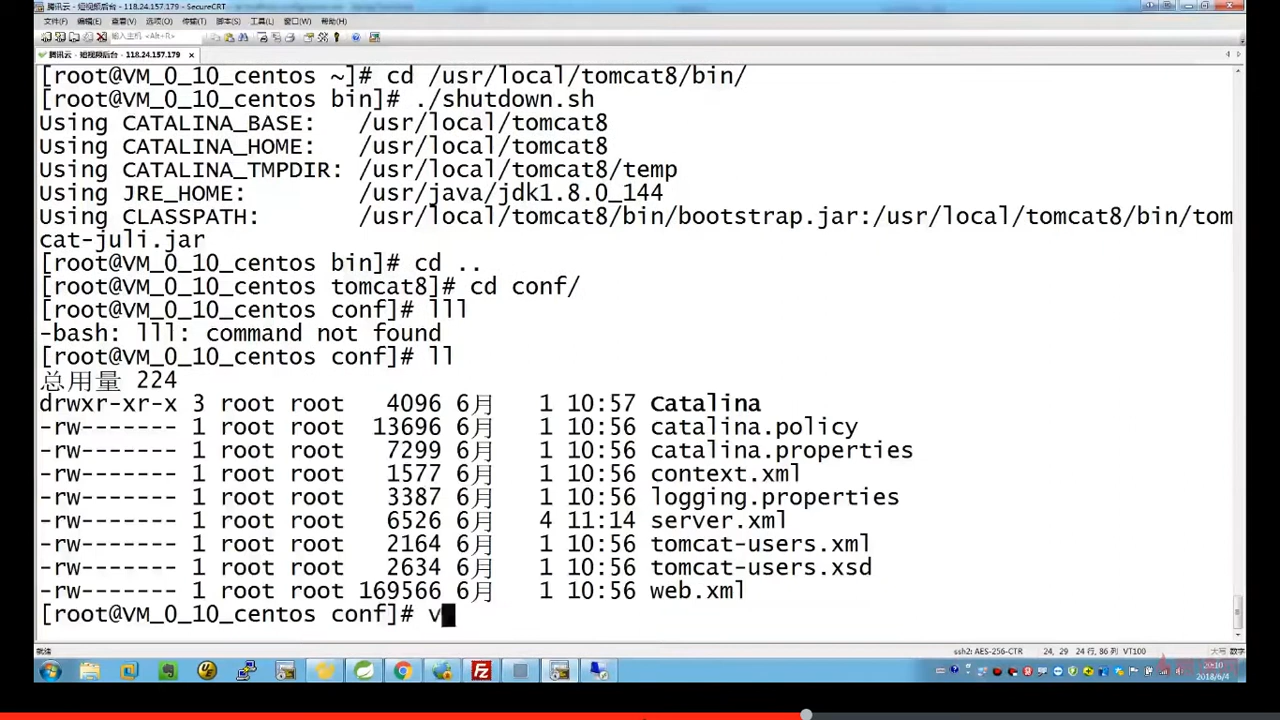 腾讯云 - 短视频后台 - 118.24.157.179 - SecureCRT
文件(F) 编辑(E) 查看(V) 选项(O) 传输(T) 脚本(S) 工具(L) 窗口(W) 帮助(H)
输入主机 <Alt+R>
腾讯云 - 短视频后台 - 118.24.157.179
[root@VM_0_10_centos ~]# cd /usr/local/tomcat8/bin/
[root@VM_0_10_centos bin]# ./shutdown.sh
Using CATALINA_BASE:   /usr/local/tomcat8
Using CATALINA_HOME:   /usr/local/tomcat8
Using CATALINA_TMPDIR: /usr/local/tomcat8/temp
Using JRE_HOME:        /usr/java/jdk1.8.0_144
Using CLASSPATH:       /usr/local/tomcat8/bin/bootstrap.jar:/usr/local/tomcat8/bin/tom
cat-juli.jar
[root@VM_0_10_centos bin]# cd ..
[root@VM_0_10_centos tomcat8]# cd conf/
[root@VM_0_10_centos conf]# lll
-bash: lll: command not found
[root@VM_0_10_centos conf]# ll
总用量 224
drwxr-xr-x 3 root root   4096 6月   1 10:57 Catalina
-rw------- 1 root root  13696 6月   1 10:56 catalina.policy
-rw------- 1 root root   7299 6月   1 10:56 catalina.properties
-rw------- 1 root root   1577 6月   1 10:56 context.xml
-rw------- 1 root root   3387 6月   1 10:56 logging.properties
-rw------- 1 root root   6526 6月   4 11:14 server.xml
-rw------- 1 root root   2164 6月   1 10:56 tomcat-users.xml
-rw------- 1 root root   2634 6月   1 10:56 tomcat-users.xsd
-rw------- 1 root root 169566 6月   1 10:56 web.xml
[root@VM_0_10_centos conf]# v
就绪 ssh2: AES-256-CTR 24, 29 24 行, 86 列 VT100 大写 数字
20:10
2018/6/4